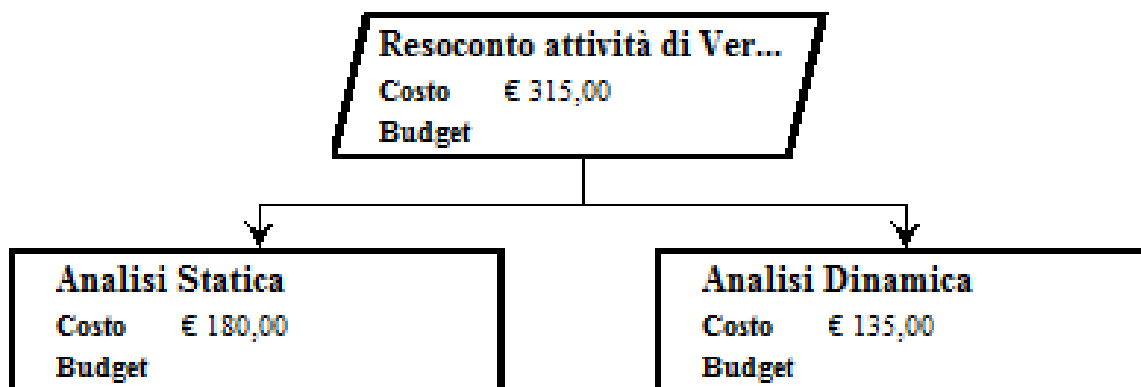 Resoconto attività di Ver...
Costo € 315,00
Budget
Analisi Statica
Costo € 180,00
Budget
Analisi Dinamica
Costo € 135,00
Budget